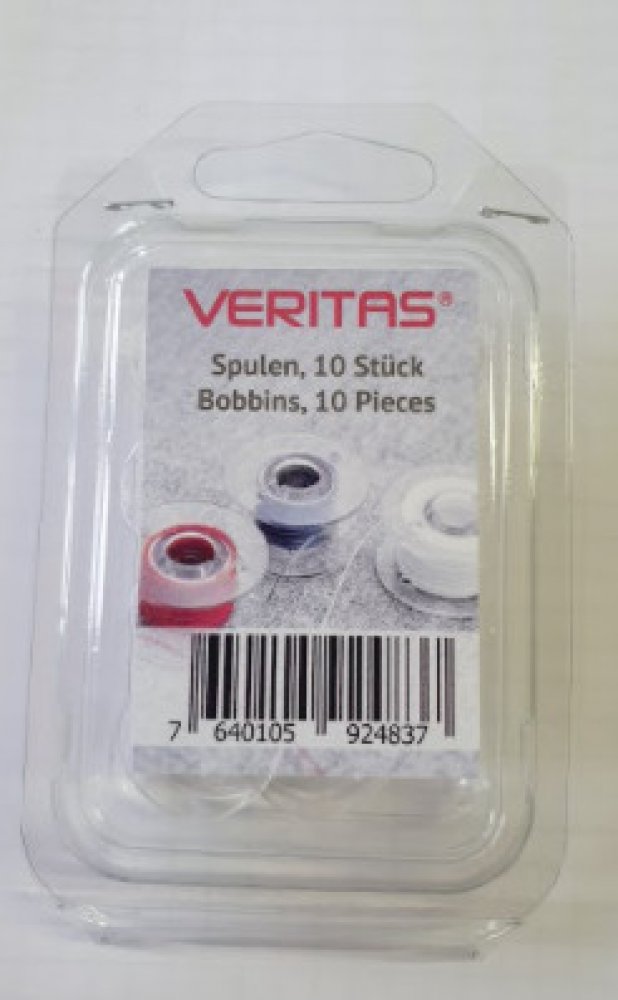 VERITAS®
Spulen, 10 Stück
Bobbins, 10 Pieces
7 640105 924837